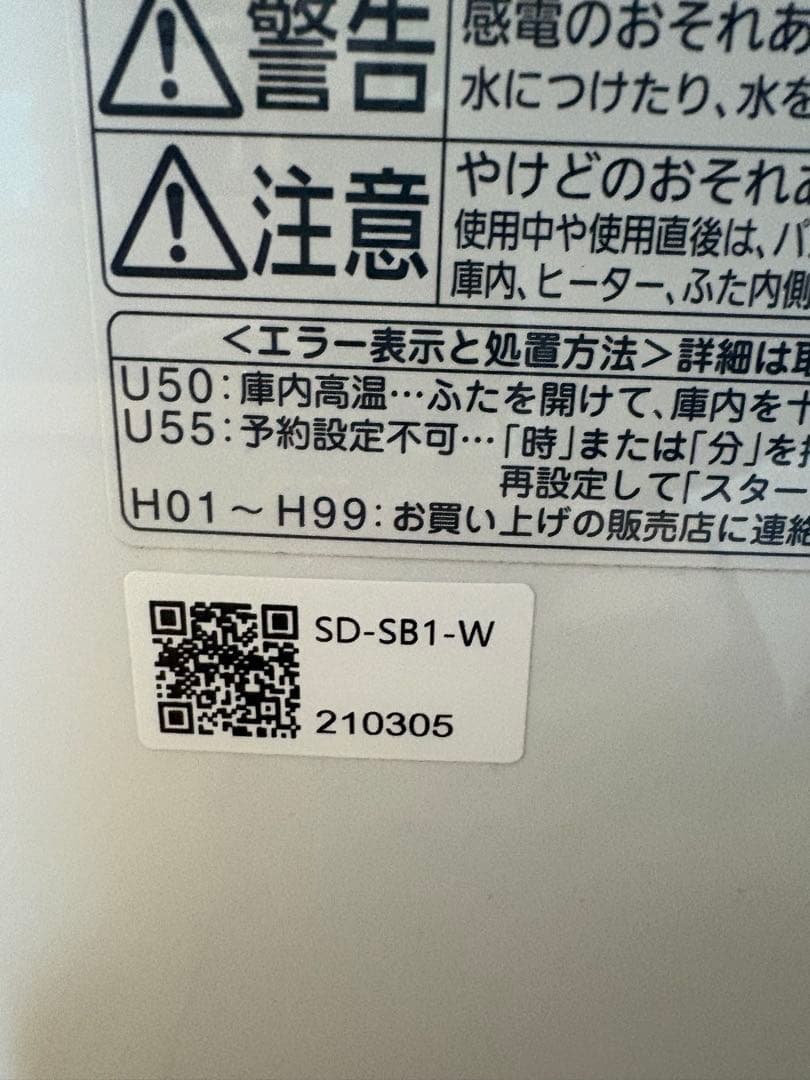 警告
感電のおそれあ
水につけたり、水を
注意
やけどのおそれあ
使用中や使用直後は、パ
庫内、ヒーター、ふた内側
<エラー表示と処置方法>詳細は取
U50:庫内高温…ふたを開けて、庫内を十
U55:予約設定不可…「時」または「分」を押
再設定して「スター
H01～H99:お買い上げの販売店に連絡
SD-SB1-W
210305